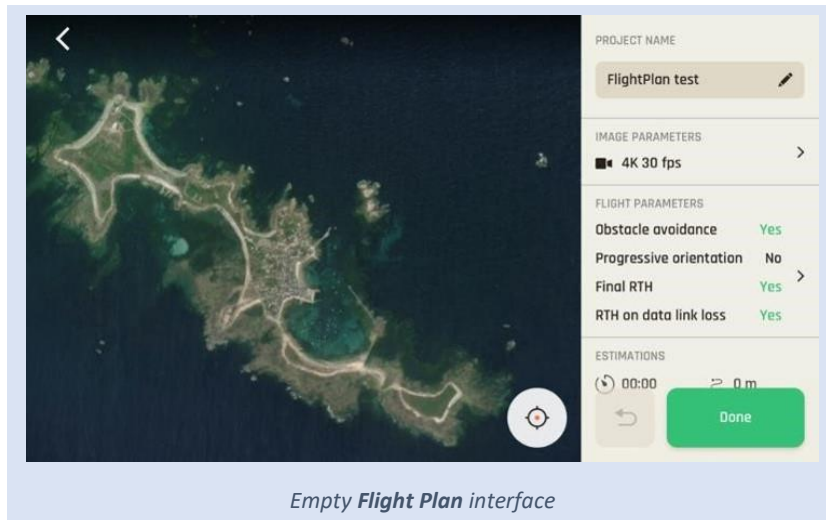 PROJECT NAME
FlightPlan test
IMAGE PARAMETERS
4K 30 fps
FLIGHT PARAMETERS
Obstacle avoidance Yes
Progressive orientation No
Final RTH Yes
RTH on data link loss Yes
ESTIMATIONS
00:00 0 m
Done
Empty Flight Plan interface